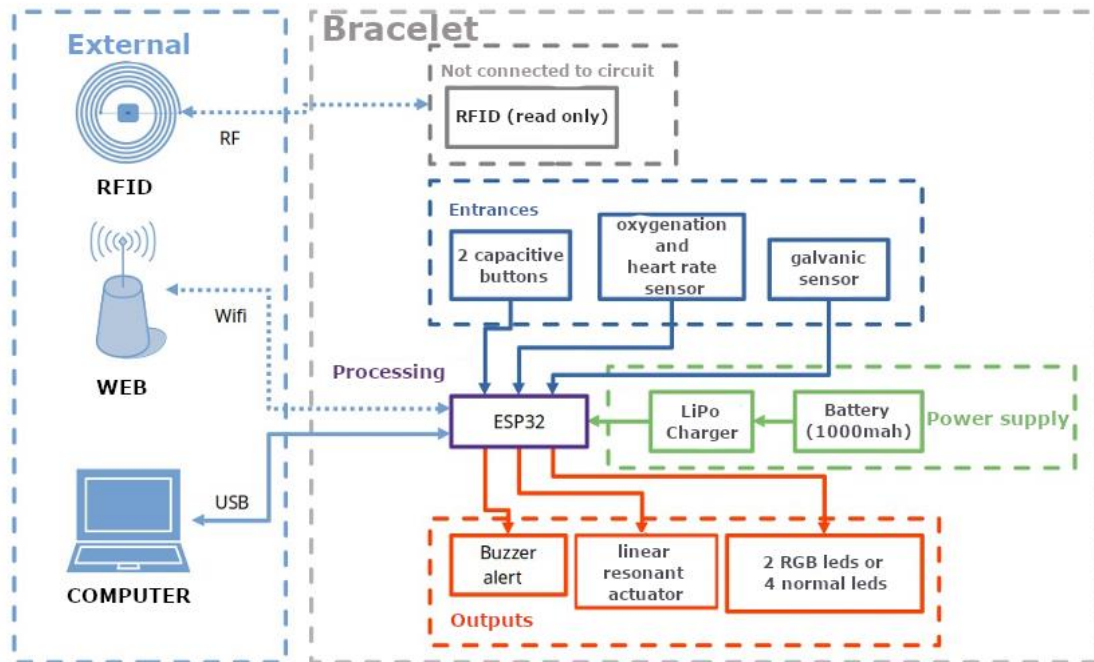 External
RFID
RF
WEB
Wifi
COMPUTER
USB
Bracelet
Not connected to circuit
RFID (read only)
Entrances
2 capacitive
buttons
oxygenation
and
heart rate
sensor
galvanic
sensor
Processing
ESP32
LiPo
Charger
Battery
(1000mah)
Power supply
Buzzer
alert
linear
resonant
actuator
2 RGB leds or
4 normal leds
Outputs